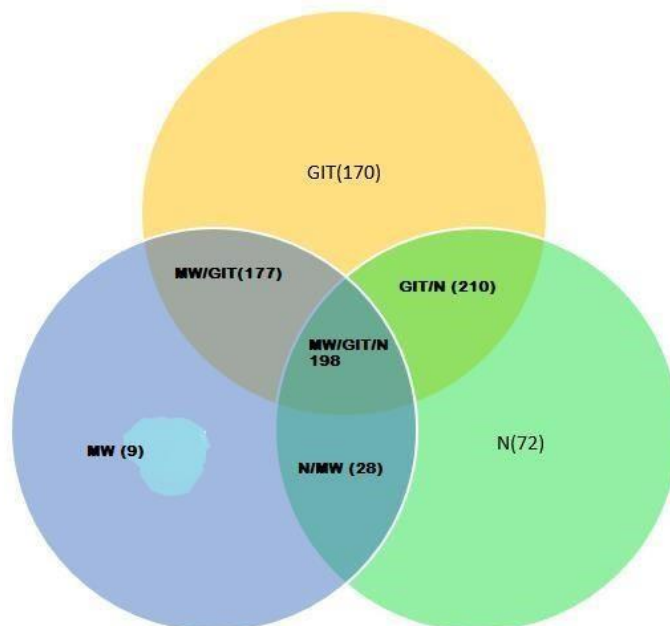 GIT(170)
MW/GIT(177)
GIT/N (210)
MW/GIT/N
198
MW (9)
N/MW (28)
N(72)